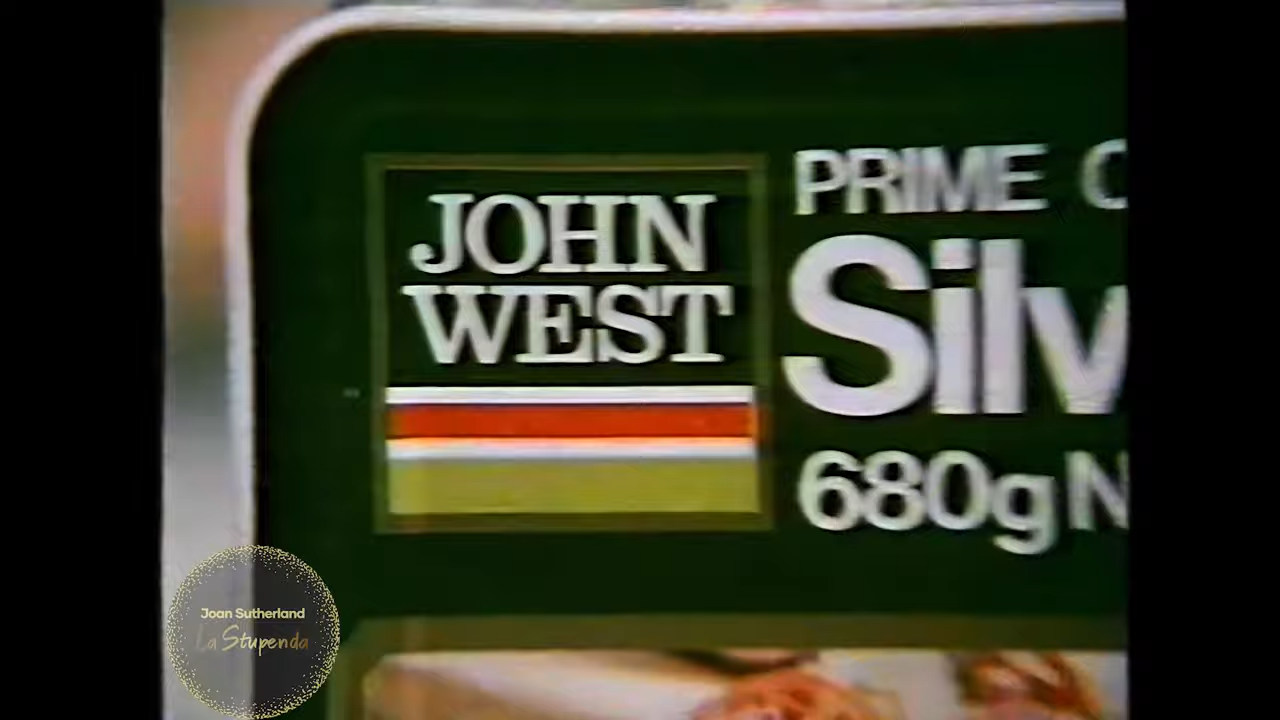 JOHN
WEST
PRIME
Silv
680g N
Joan Sutherland
La Stupenda